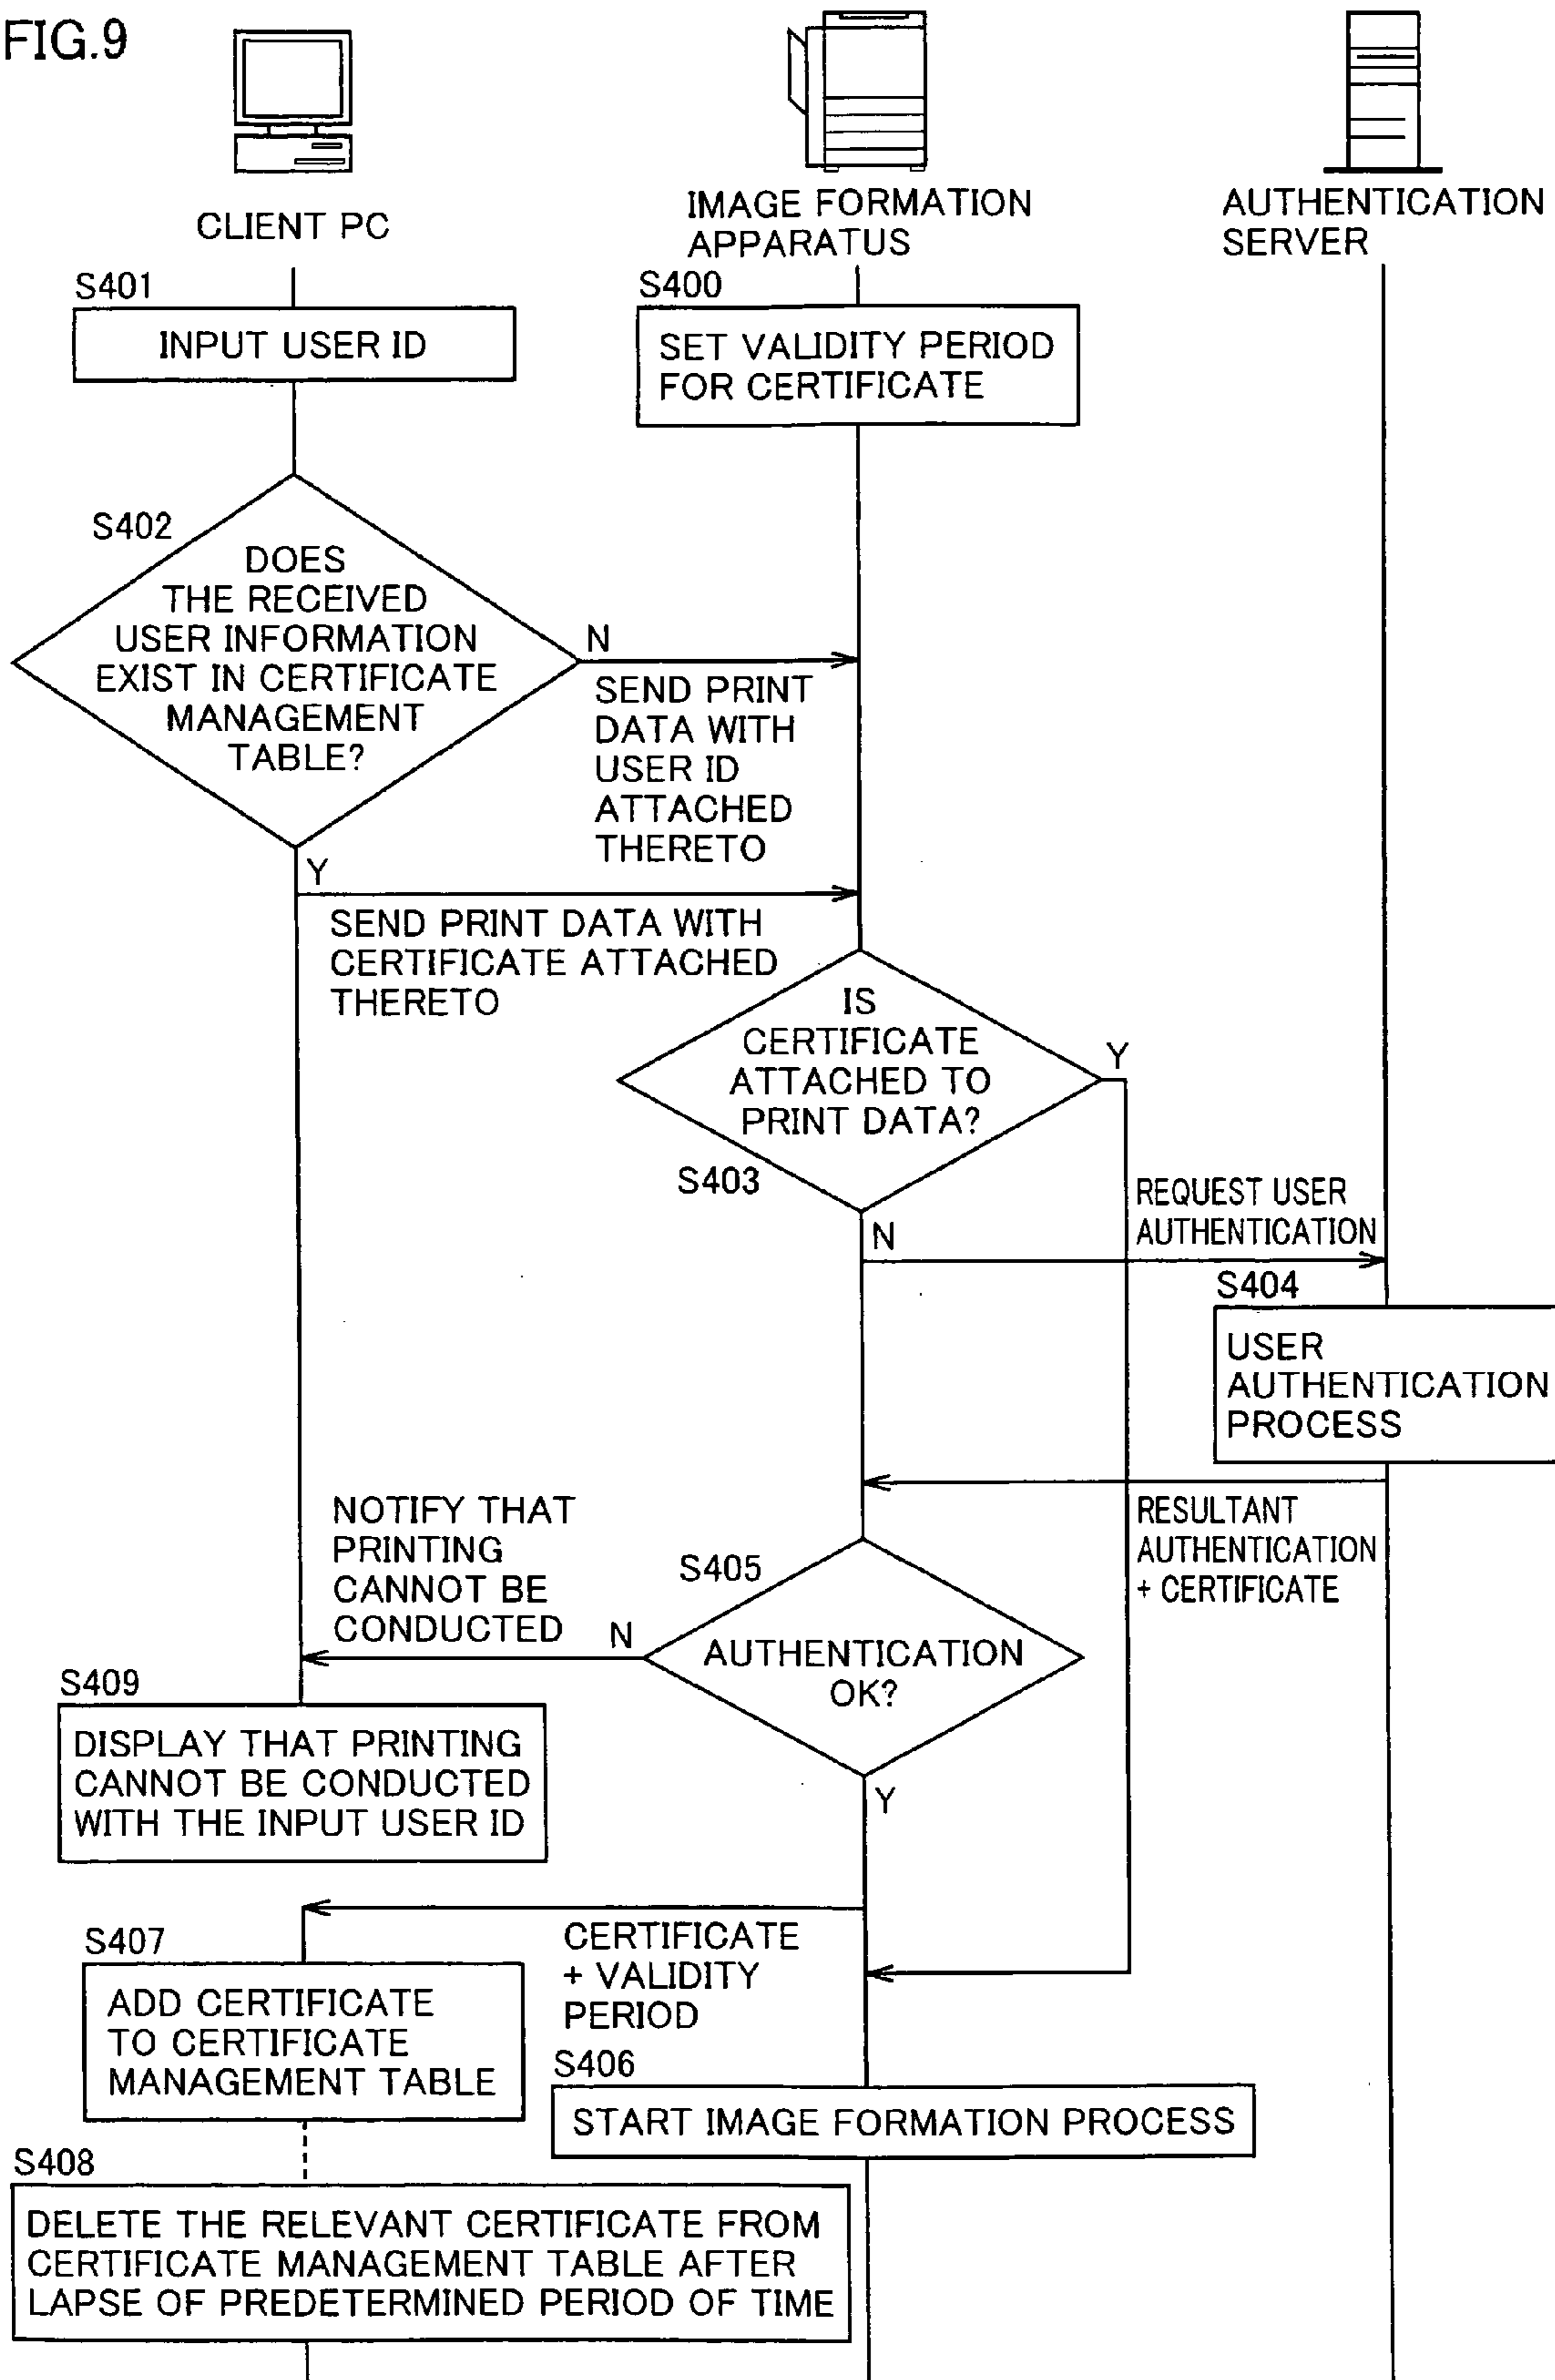 FIG.9
CLIENT PC
IMAGE FORMATION
APPARATUS
AUTHENTICATION
SERVER
S401
INPUT USER ID
S400
SET VALIDITY PERIOD
FOR CERTIFICATE
S402
DOES
THE RECEIVED
USER INFORMATION
EXIST IN CERTIFICATE
MANAGEMENT
TABLE?
N
SEND PRINT
DATA WITH
USER ID
ATTACHED
THERETO
Y
SEND PRINT DATA WITH
CERTIFICATE ATTACHED
THERETO
IS
CERTIFICATE
ATTACHED TO
PRINT DATA?
Y
S403
N
REQUEST USER
AUTHENTICATION
S404
USER
AUTHENTICATION
PROCESS
RESULTANT
AUTHENTICATION
+ CERTIFICATE
NOTIFY THAT
PRINTING
CANNOT BE
CONDUCTED
N
S405
AUTHENTICATION
OK?
Y
S409
DISPLAY THAT PRINTING
CANNOT BE CONDUCTED
WITH THE INPUT USER ID
CERTIFICATE
+ VALIDITY
PERIOD
S407
ADD CERTIFICATE
TO CERTIFICATE
MANAGEMENT TABLE
S406
START IMAGE FORMATION PROCESS
S408
DELETE THE RELEVANT CERTIFICATE FROM
CERTIFICATE MANAGEMENT TABLE AFTER
LAPSE OF PREDETERMINED PERIOD OF TIME